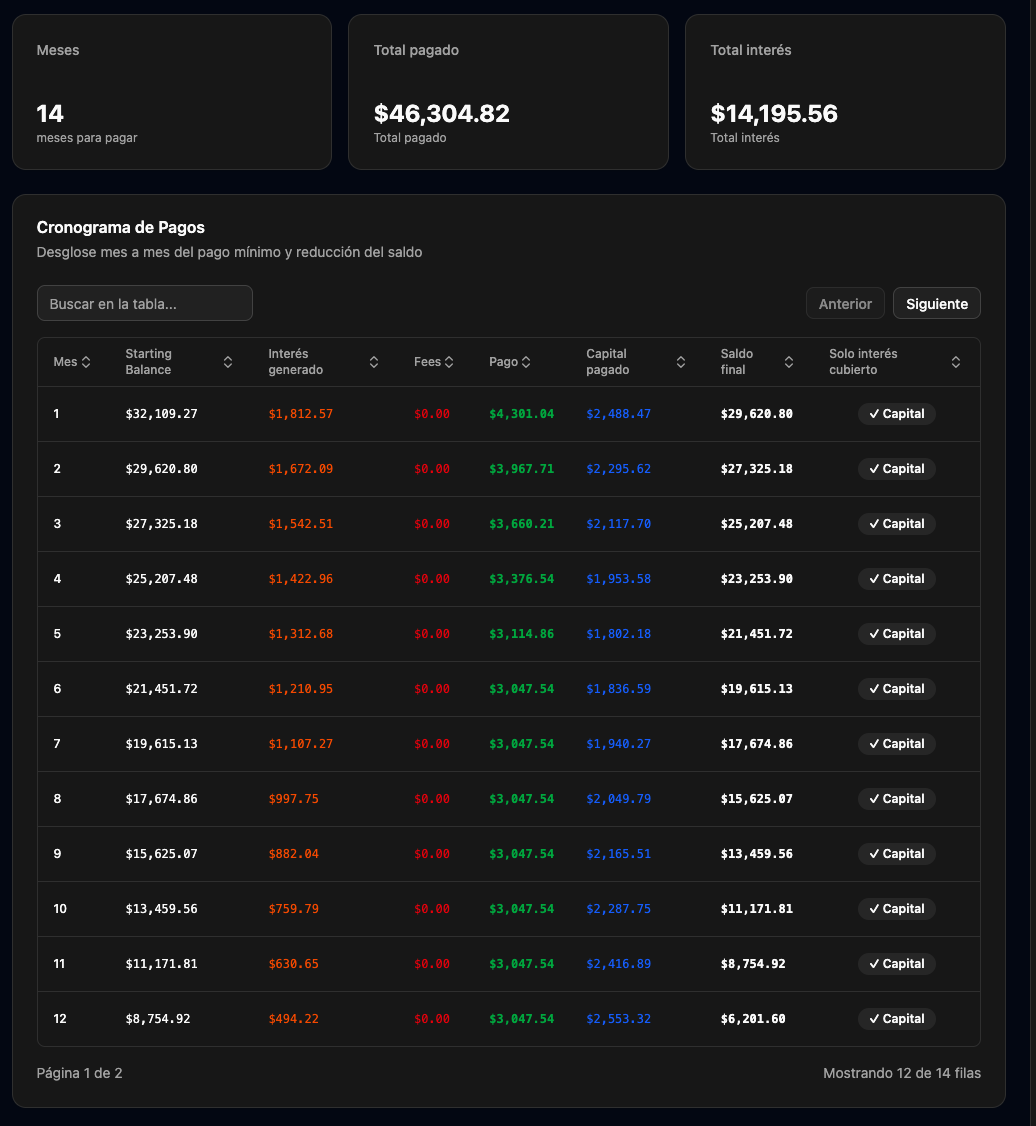 Meses
14
meses para pagar
Total pagado
$46,304.82
Total pagado
Total interés
$14,195.56
Total interés
Cronograma de Pagos
Desglose mes a mes del pago mínimo y reducción del saldo
Buscar en la tabla...
Anterior
Siguiente
Mes
Starting
Balance
Interés
generado
Fees
Pago
Capital
pagado
Saldo
final
Solo interés
cubierto
1 $32,109.27 $1,812.57 $0.00 $4,301.04 $2,488.47 $29,620.80 ✓ Capital
2 $29,620.80 $1,672.09 $0.00 $3,967.71 $2,295.62 $27,325.18 ✓ Capital
3 $27,325.18 $1,542.51 $0.00 $3,660.21 $2,117.70 $25,207.48 ✓ Capital
4 $25,207.48 $1,422.96 $0.00 $3,376.54 $1,953.58 $23,253.90 ✓ Capital
5 $23,253.90 $1,312.68 $0.00 $3,114.86 $1,802.18 $21,451.72 ✓ Capital
6 $21,451.72 $1,210.95 $0.00 $3,047.54 $1,836.59 $19,615.13 ✓ Capital
7 $19,615.13 $1,107.27 $0.00 $3,047.54 $1,940.27 $17,674.86 ✓ Capital
8 $17,674.86 $997.75 $0.00 $3,047.54 $2,049.79 $15,625.07 ✓ Capital
9 $15,625.07 $882.04 $0.00 $3,047.54 $2,165.51 $13,459.56 ✓ Capital
10 $13,459.56 $759.79 $0.00 $3,047.54 $2,287.75 $11,171.81 ✓ Capital
11 $11,171.81 $630.65 $0.00 $3,047.54 $2,416.89 $8,754.92 ✓ Capital
12 $8,754.92 $494.22 $0.00 $3,047.54 $2,553.32 $6,201.60 ✓ Capital
Página 1 de 2
Mostrando 12 de 14 filas